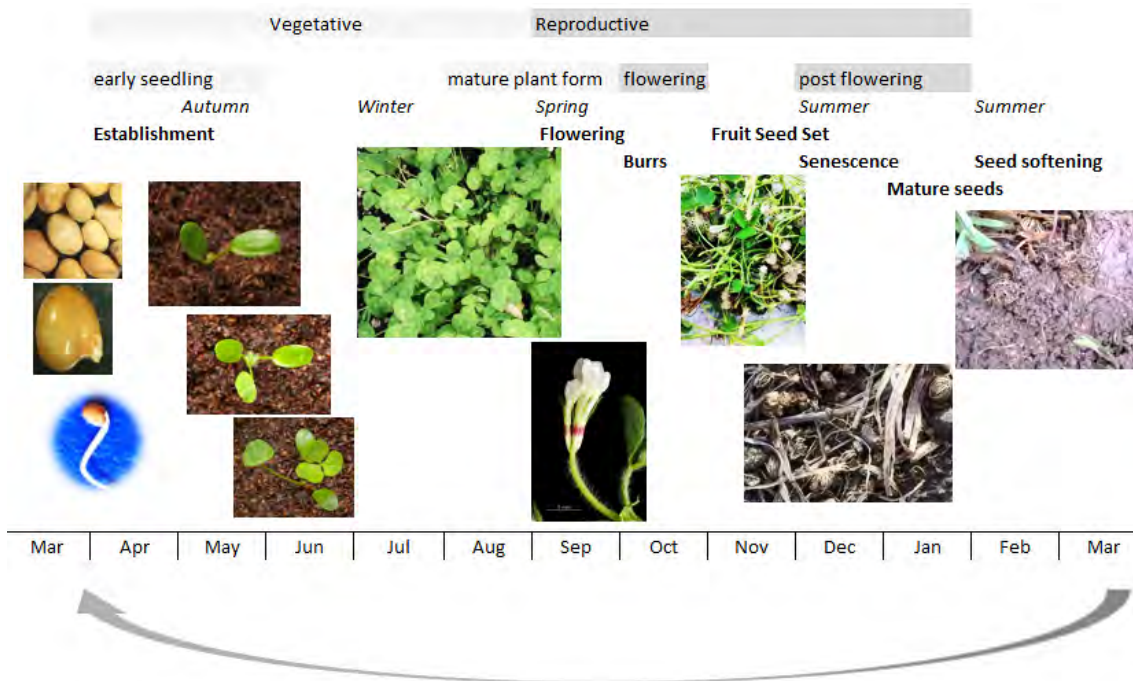 Vegetative Reproductive
early seedling mature plant form flowering post flowering
Autumn Winter Spring Summer Summer
Establishment Flowering Fruit Seed Set
Burrs Senescence Seed softening
Mature seeds
Mar Apr May Jun Jul Aug Sep Oct Nov Dec Jan Feb Mar